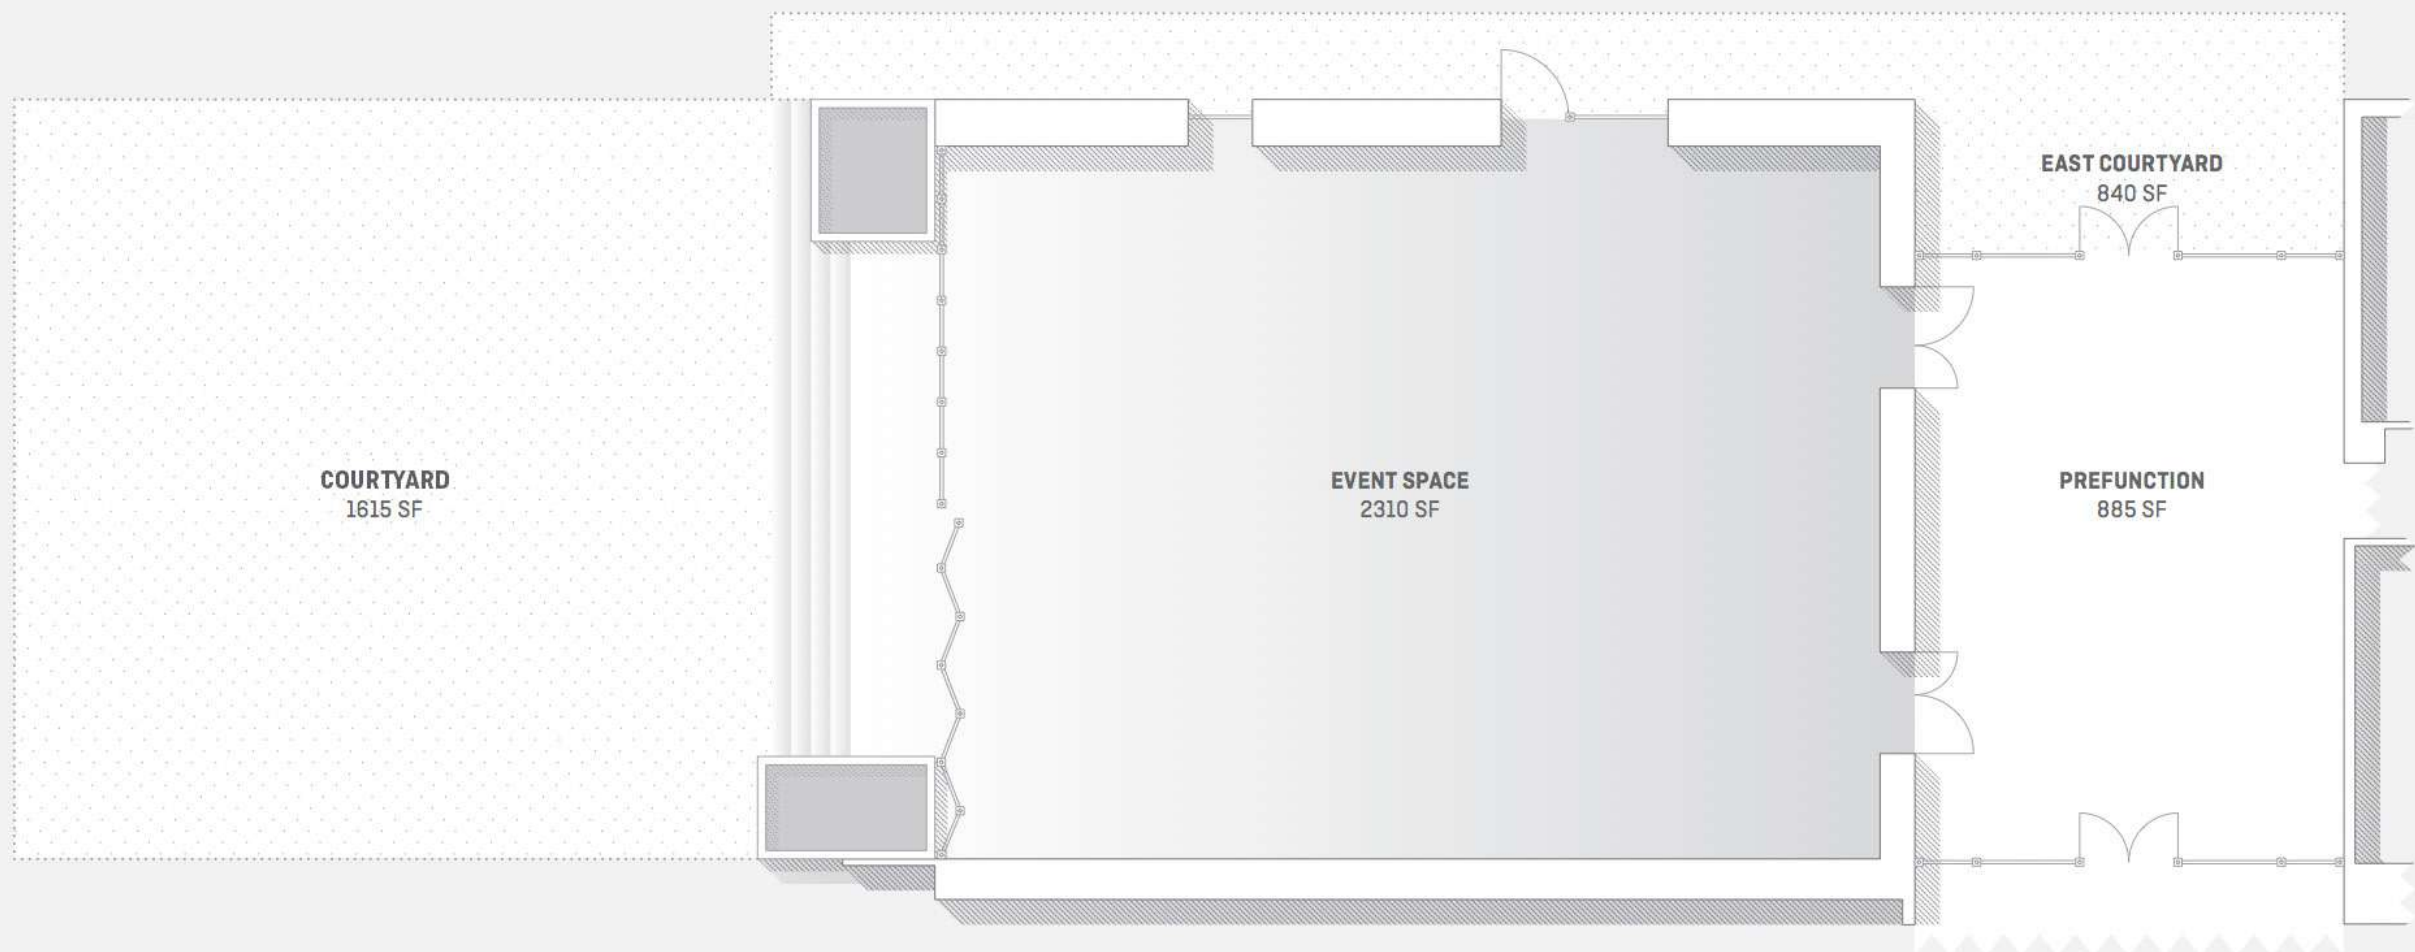 EAST COURTYARD
840 SF
COURTYARD
1615 SF
EVENT SPACE
2310 SF
PREFUNCTION
885 SF